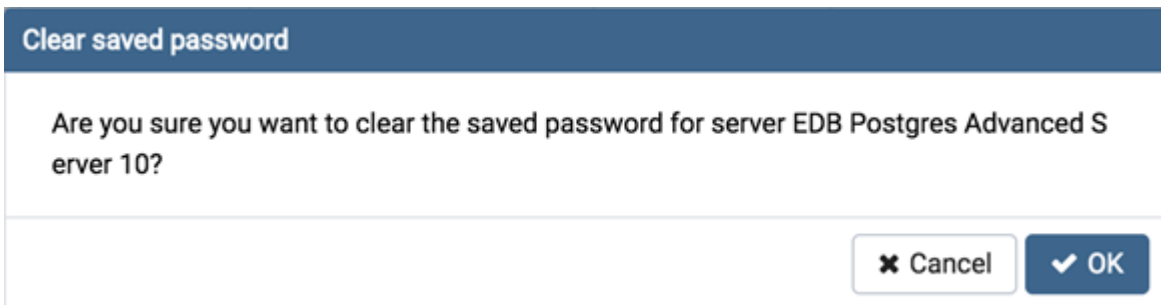 Clear saved password
Are you sure you want to clear the saved password for server EDB Postgres Advanced S
erver 10?
Cancel
OK